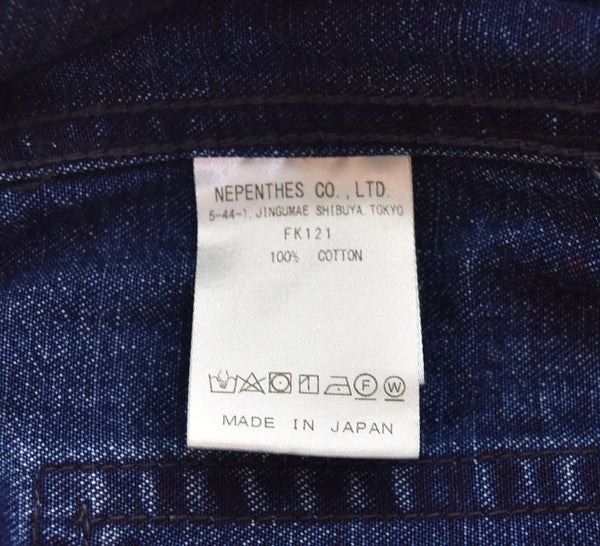 NEPENTHES CO.,LTD.
5-44-1, JINGUMAE SHIBUYA, TOKYO
FK121
100% COTTON
F W
MADE IN JAPAN